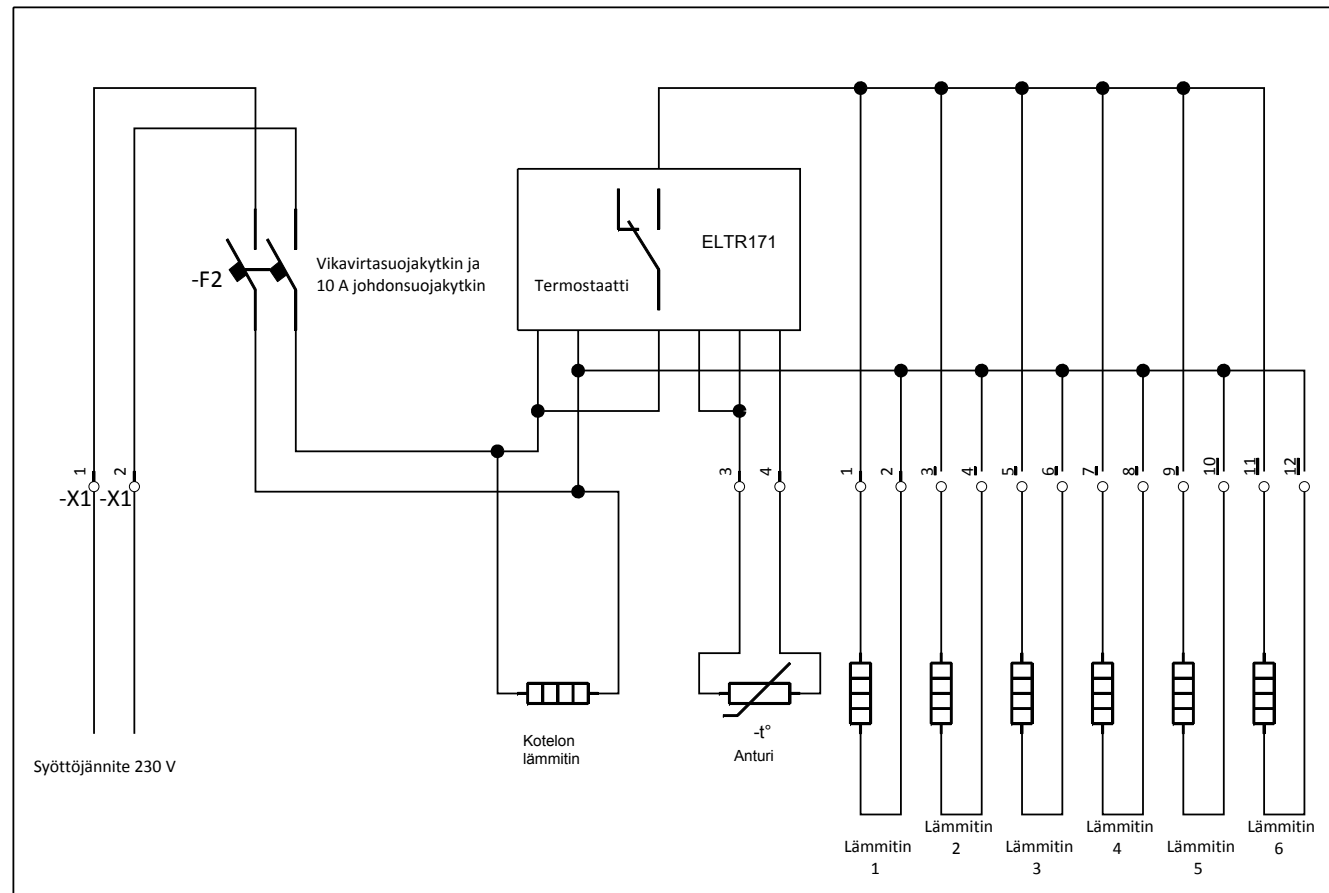 ELTR171
Termostaatti
-F2
Vikavirtasuojakytkin ja
10 A johdonsuojakytkin
1
2
-X1
-X1
3
4
1
2
3
4
5
6
7
8
9
10
11
12
-t°
Anturi
Kotelon
lämmitin
Syöttöjännite 230 V
Lämmitin
1
Lämmitin
2
Lämmitin
3
Lämmitin
4
Lämmitin
5
Lämmitin
6